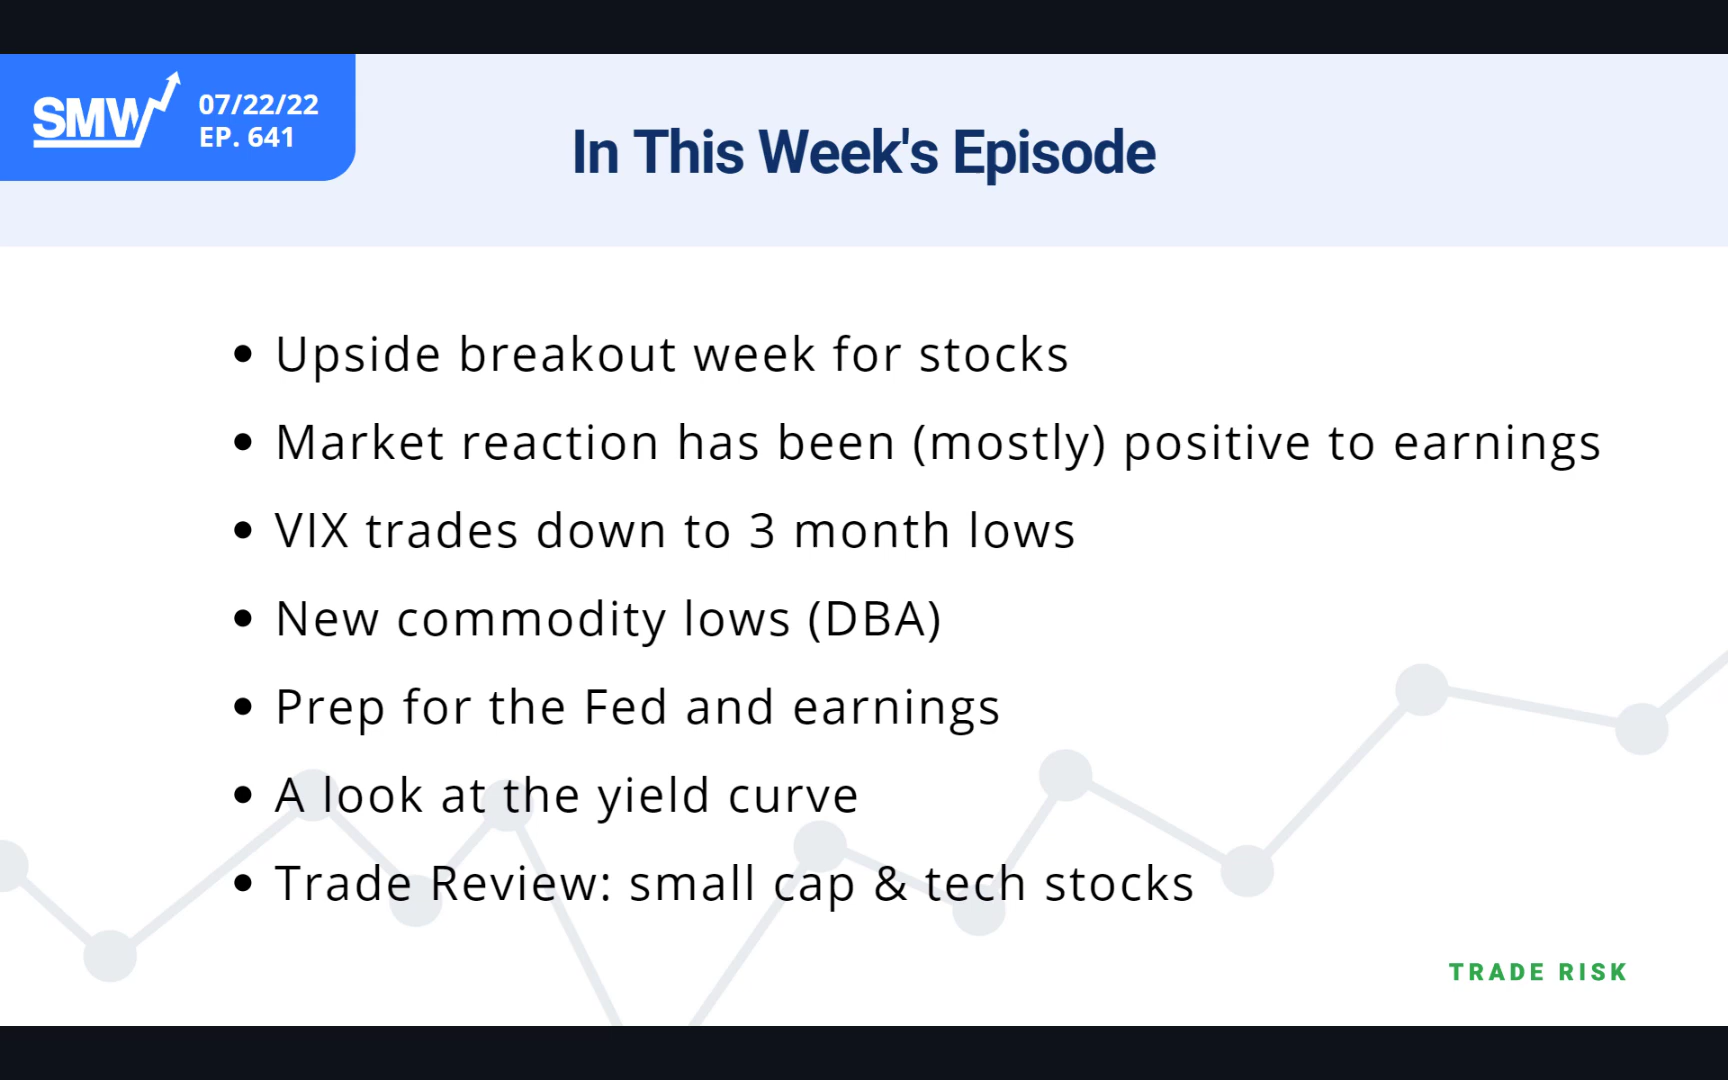 SMW
07/22/22
EP. 641
In This Week's Episode
• Upside breakout week for stocks
• Market reaction has been (mostly) positive to earnings
• VIX trades down to 3 month lows
• New commodity lows (DBA)
• Prep for the Fed and earnings
• A look at the yield curve
• Trade Review: small cap & tech stocks
TRADE RISK